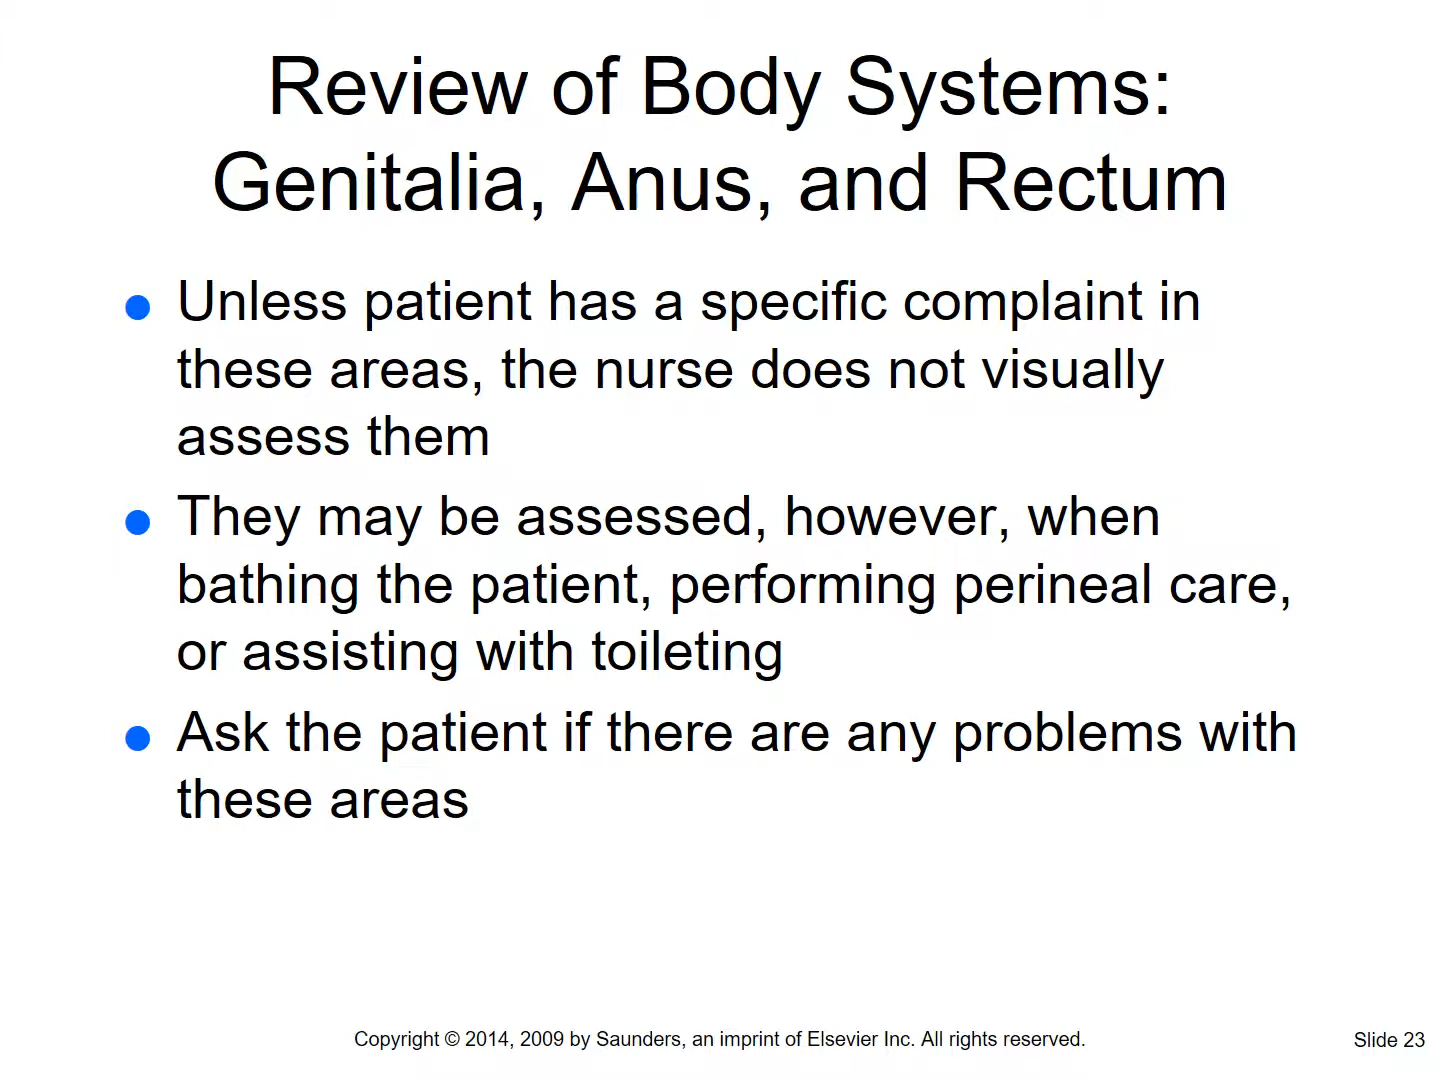 Review of Body Systems:
Genitalia, Anus, and Rectum
● Unless patient has a specific complaint in
these areas, the nurse does not visually
assess them
● They may be assessed, however, when
bathing the patient, performing perineal care,
or assisting with toileting
● Ask the patient if there are any problems with
these areas
Copyright © 2014, 2009 by Saunders, an imprint of Elsevier Inc. All rights reserved.
Slide 23